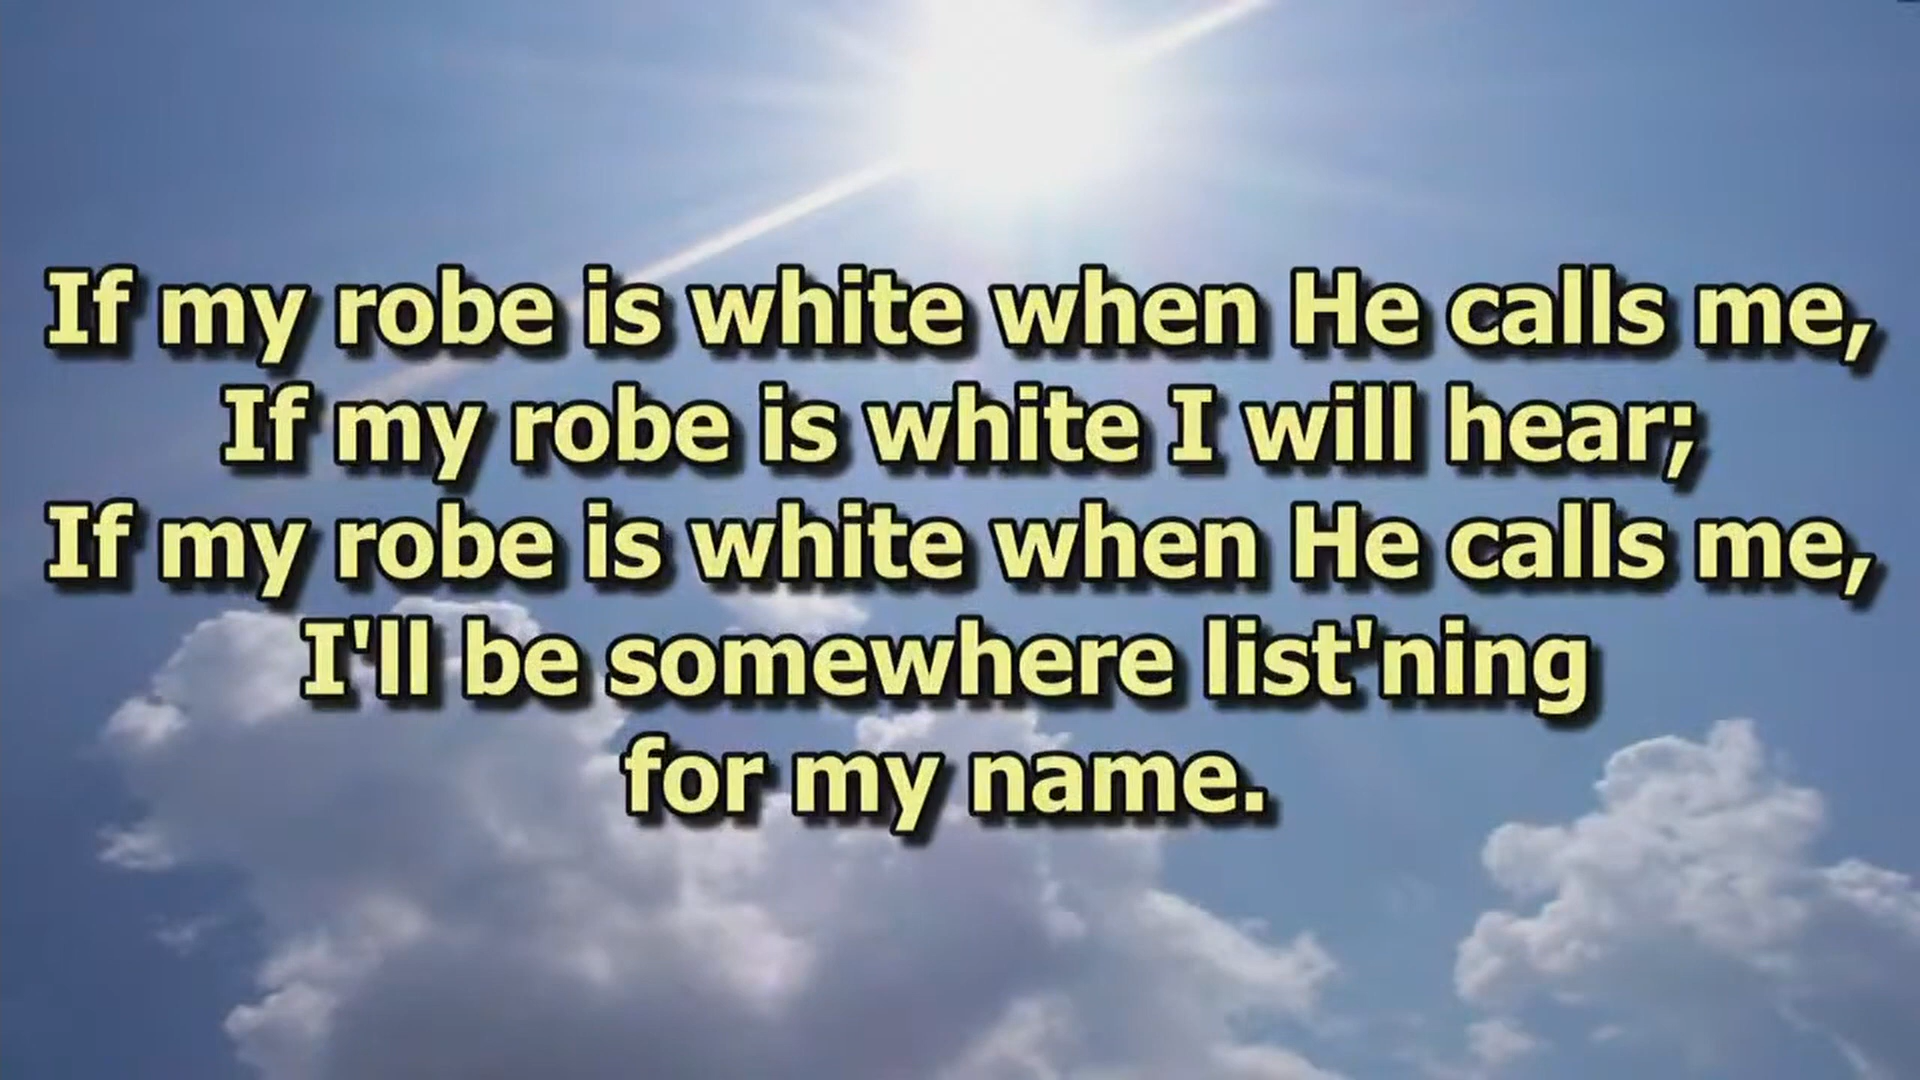 If my robe is white when He calls me,
If my robe is white I will hear;
If my robe is white when He calls me,
I'll be somewhere list'ning
for my name.